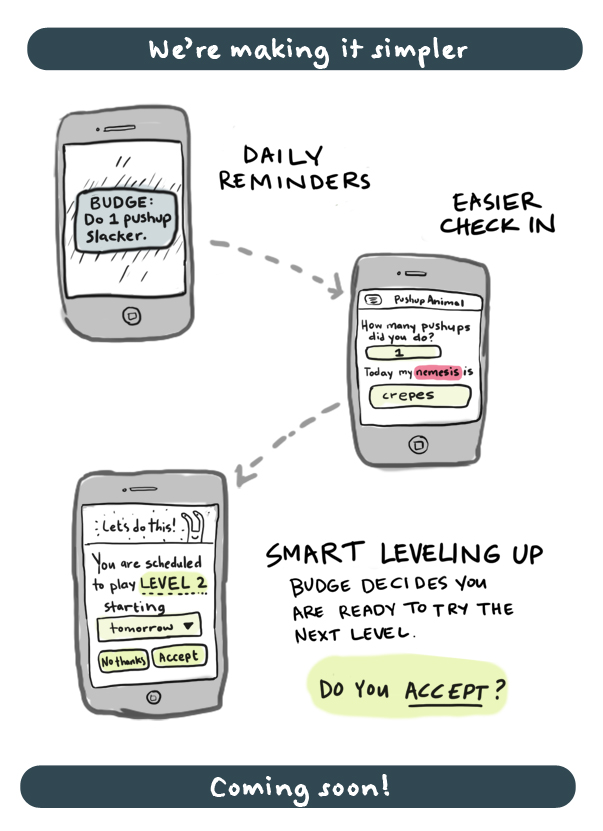 We're making it simpler
BUDGE:
Do 1 pushup
Slacker.
DAILY
REMINDERS
EASIER
CHECK IN
Pushup Animal
How many pushups
did you do?
1
Today my nemesis is
crepes
Let's do this!
You are scheduled
to play LEVEL 2
starting
tomorrow
No thanks Accept
SMART LEVELING UP
BUDGE DECIDES YOU
ARE READY TO TRY THE
NEXT LEVEL.
DO YOU ACCEPT?
Coming soon!